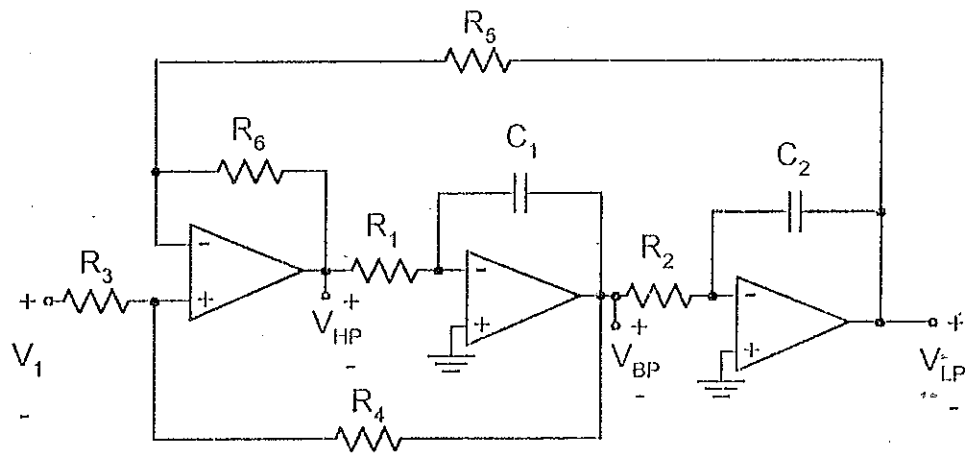 R5
R6
C1
C2
R1
R2
R3
-
-
-
+
+
+
+
+
+
+
V1
VHP
VBP
VLP
-
-
-
-
R4